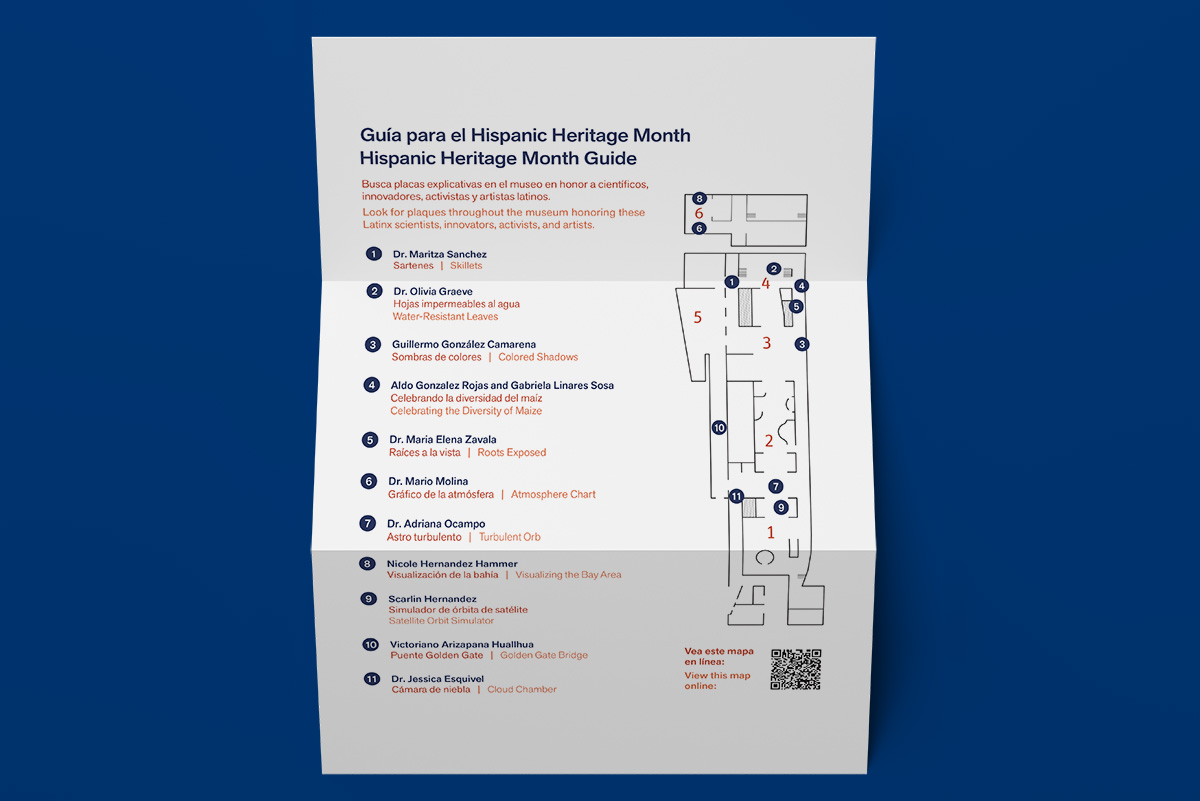 Guía para el Hispanic Heritage Month
Hispanic Heritage Month Guide
Busca placas explicativas en el museo en honor a científicos,
innovadores, activistas y artistas latinos.
Look for plaques throughout the museum honoring these
Latinx scientists, innovators, activists, and artists.
1 Dr. Maritza Sanchez
Sartenes | Skillets
2 Dr. Olivia Graeve
Hojas impermeables al agua
Water-Resistant Leaves
3 Guillermo González Camarena
Sombras de colores | Colored Shadows
4 Aldo Gonzalez Rojas and Gabriela Linares Sosa
Celebrando la diversidad del maíz
Celebrating the Diversity of Maize
5 Dr. Maria Elena Zavala
Raíces a la vista | Roots Exposed
6 Dr. Mario Molina
Gráfico de la atmósfera | Atmosphere Chart
7 Dr. Adriana Ocampo
Astro turbulento | Turbulent Orb
8 Nicole Hernandez Hammer
Visualización de la bahía | Visualizing the Bay Area
9 Scarlin Hernandez
Simulador de órbita de satélite
Satellite Orbit Simulator
10 Victoriano Arizapana Huallhua
Puente Golden Gate | Golden Gate Bridge
11 Dr. Jessica Esquivel
Cámara de niebla | Cloud Chamber
8
6
6
2
1
4
4
5
5
3
3
10
2
7
11
9
1
Vea este mapa
en línea:
View this map
online: